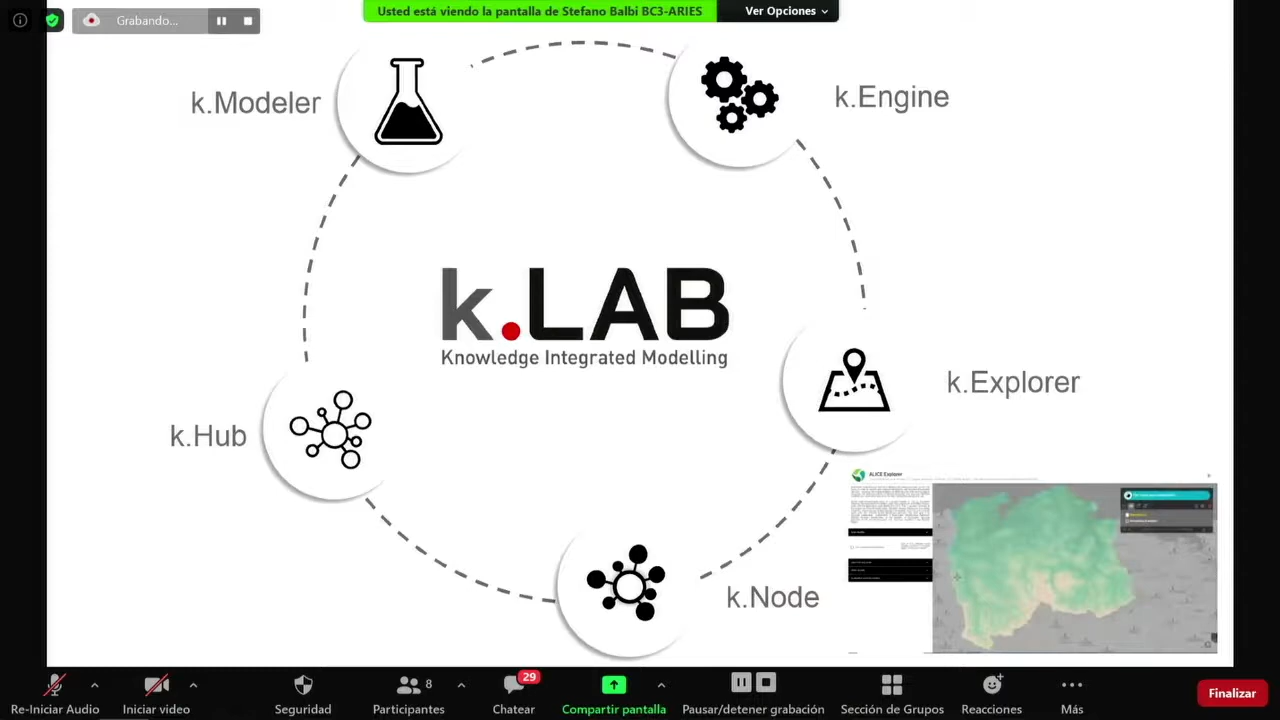 Grabando...
Usted está viendo la pantalla de Stefano Balbi BC3-ARIES
Ver Opciones
k.Modeler
k.Engine
k.LAB
Knowledge Integrated Modelling
k.Explorer
k.Hub
k.Node
ALICE Explorer
Re-Iniciar Audio
Iniciar video
Seguridad
8
Participantes
29
Chatear
Compartir pantalla
Pausar/detener grabación
Sección de Grupos
Reacciones
Más
Finalizar